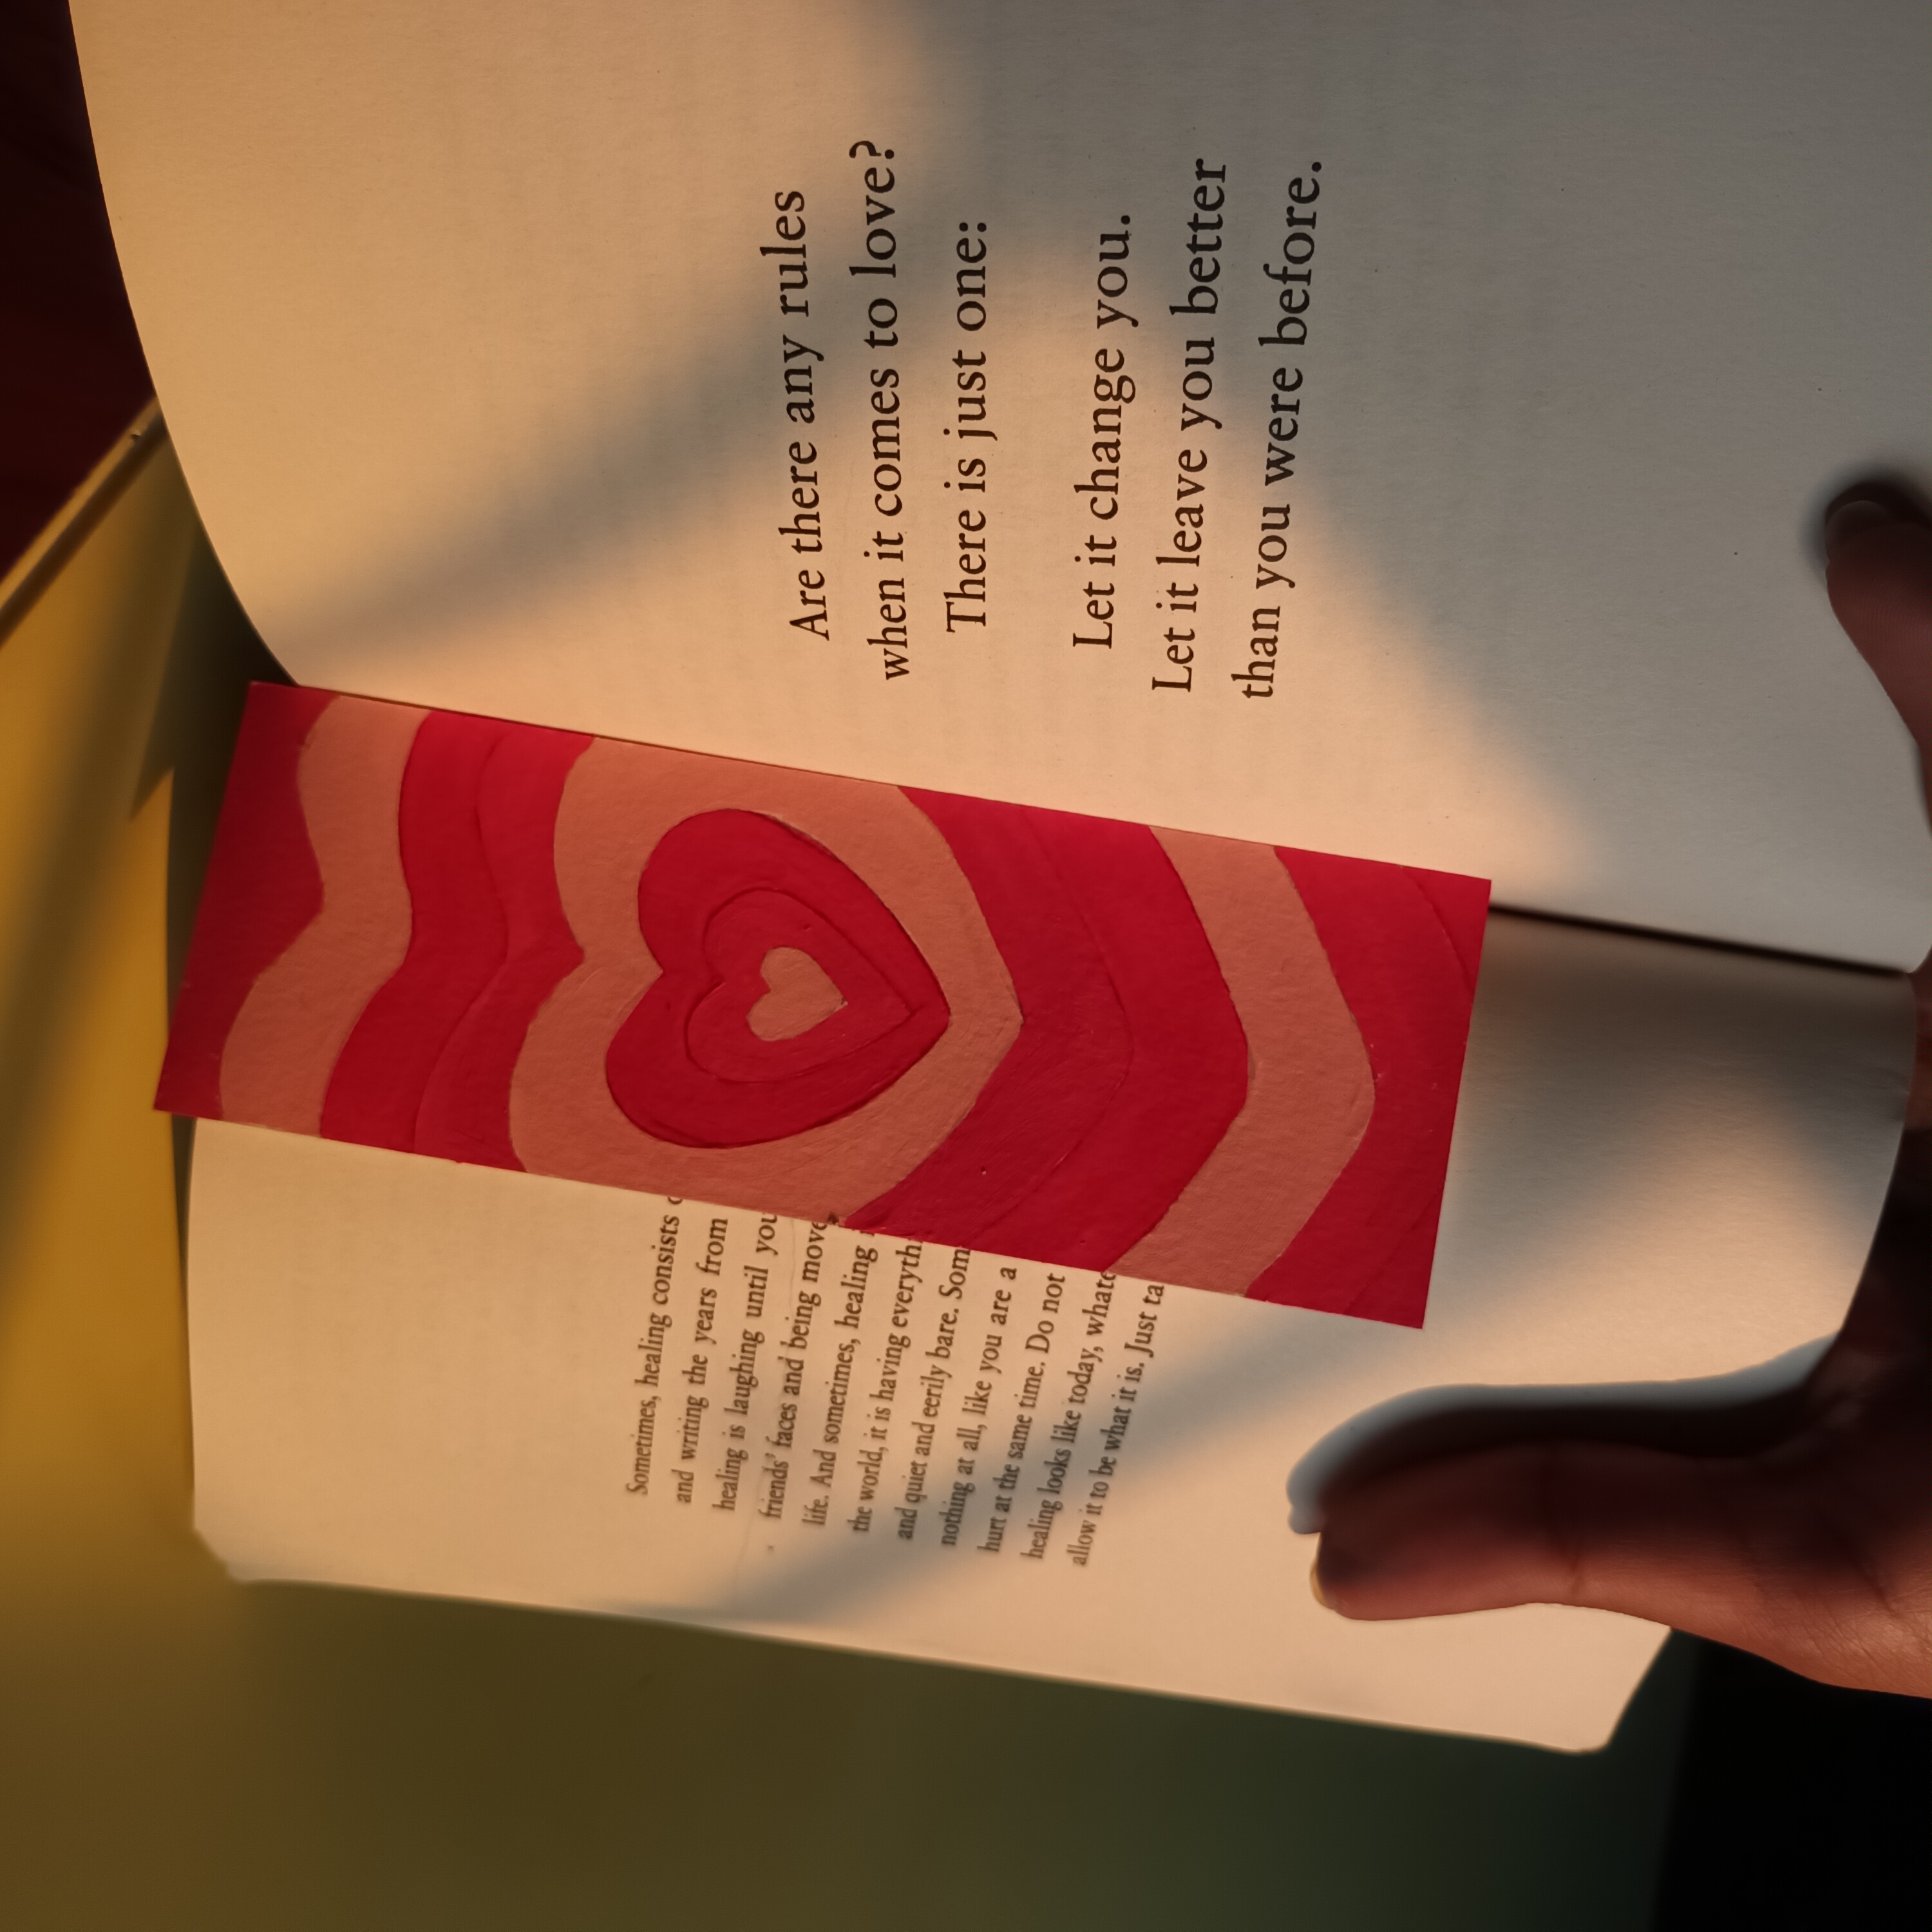 Sometimes, healing consists
and writing the years from
healing is laughing until you
friends' faces and being move
life. And sometimes, healing
the world, it is having everyth
and quiet and eerily bare. Som
nothing at all, like you are a
hurt at the same time. Do not
healing looks like today, whate
allow it to be what it is. Just ta
Are there any rules
when it comes to love?
There is just one:
Let it change you.
Let it leave you better
than you were before.